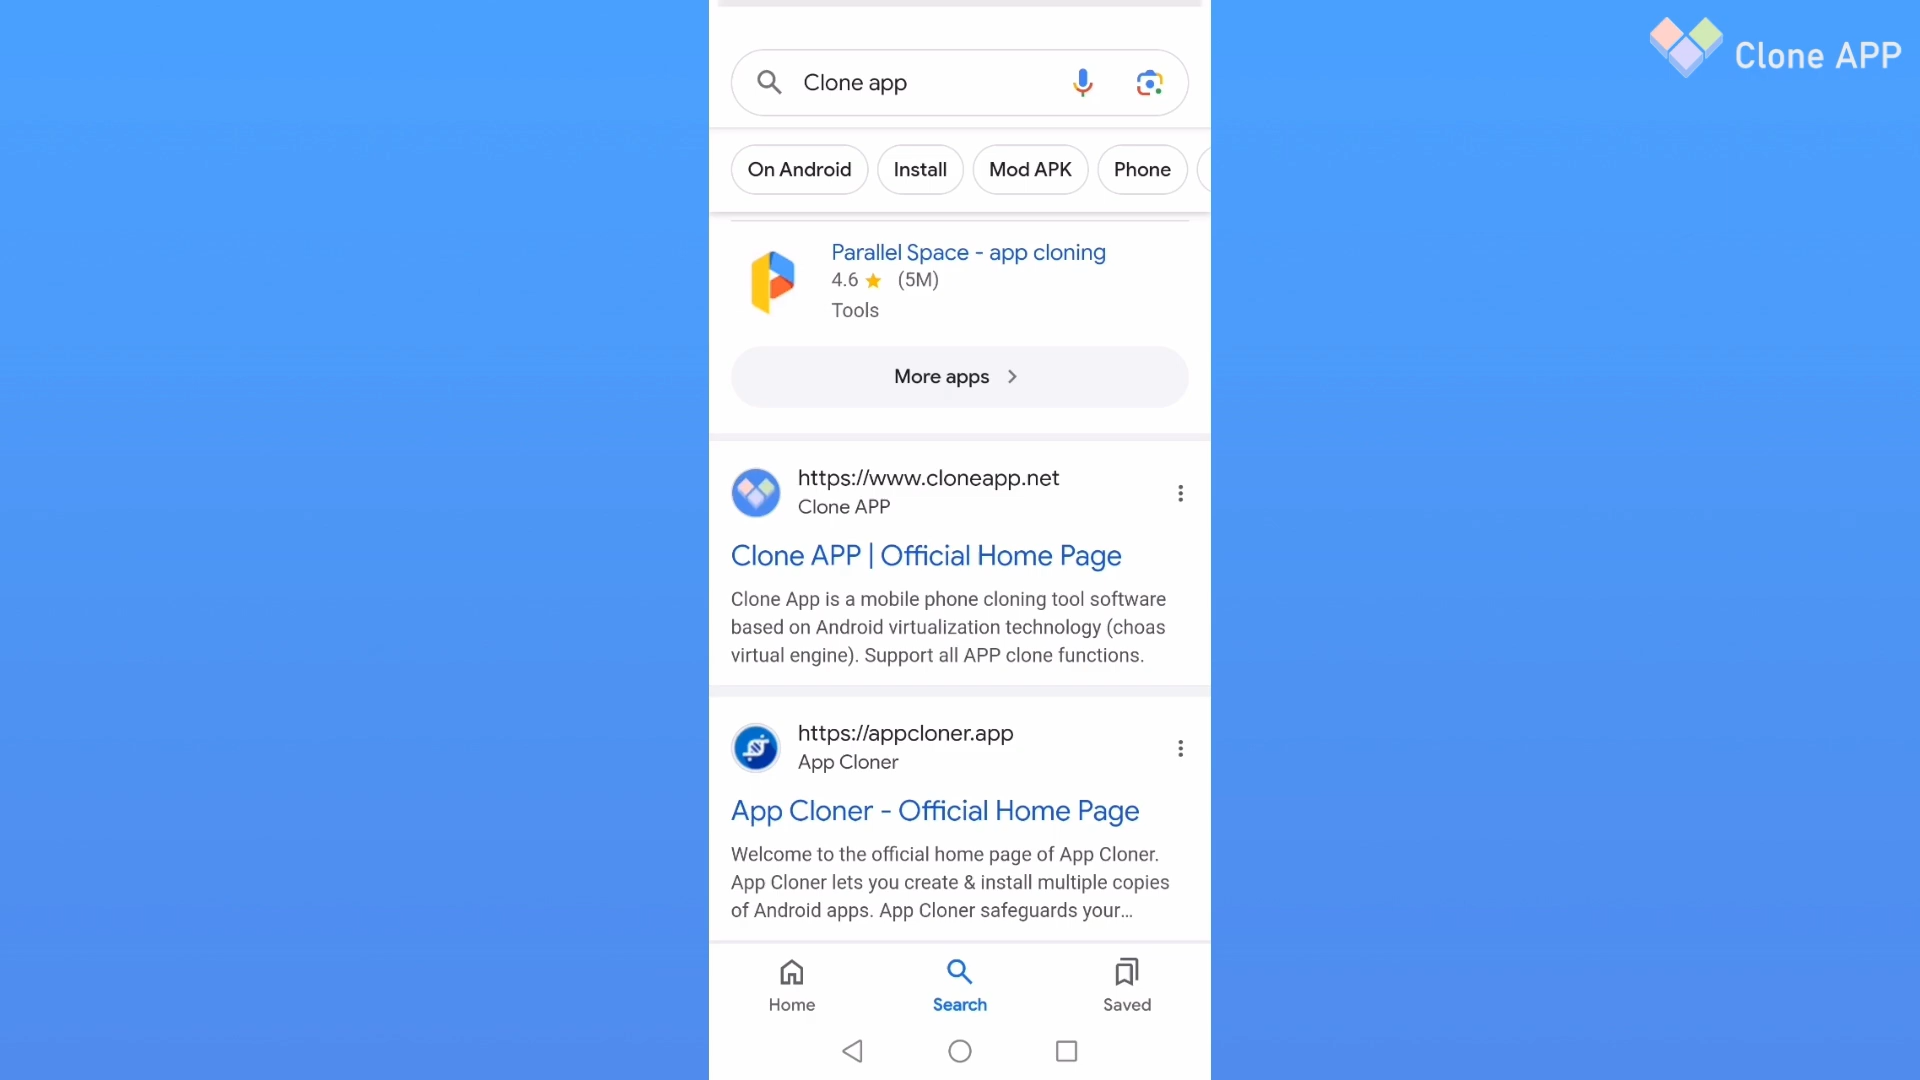 Clone APP
Clone app
On Android
Install
Mod APK
Phone
Parallel Space - app cloning
4.6 ★ (5M)
Tools
More apps
https://www.cloneapp.net
Clone APP
Clone APP | Official Home Page
Clone App is a mobile phone cloning tool software
based on Android virtualization technology (choas
virtual engine). Support all APP clone functions.
https://appcloner.app
App Cloner
App Cloner - Official Home Page
Welcome to the official home page of App Cloner.
App Cloner lets you create & install multiple copies
of Android apps. App Cloner safeguards your...
Home
Search
Saved